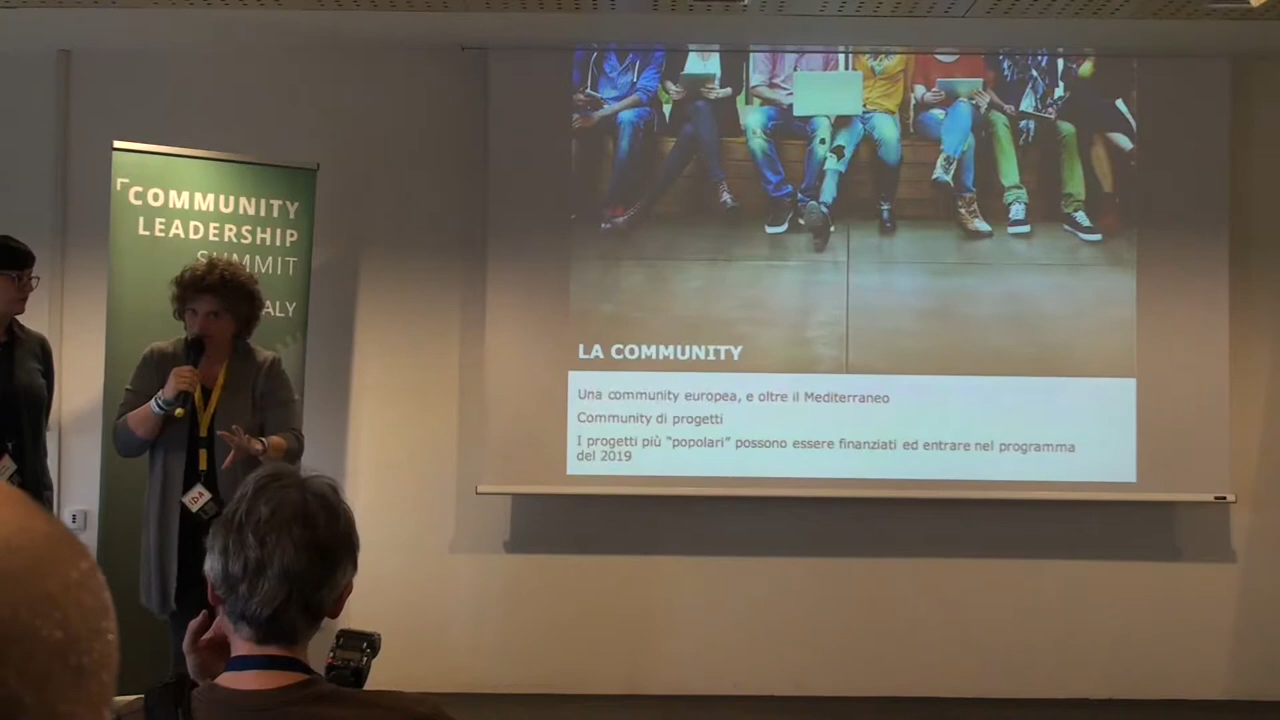 COMMUNITY
LEADERSHIP
SUMMIT
ALY
IDA
LA COMMUNITY
Una community europea, e oltre il Mediterraneo
Community di progetti
I progetti più “popolari” possono essere finanziati ed entrare nel programma
del 2019